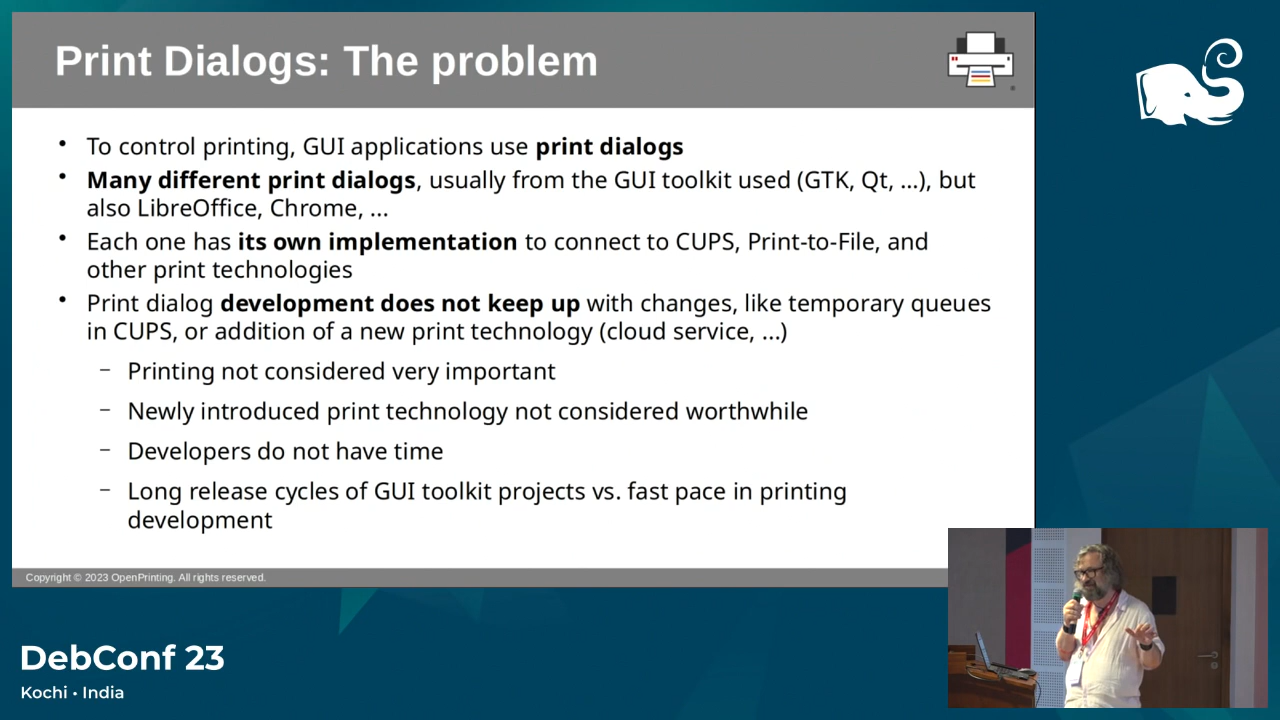 Print Dialogs: The problem
• To control printing, GUI applications use print dialogs
• Many different print dialogs, usually from the GUI toolkit used (GTK, Qt, ...), but
also LibreOffice, Chrome, ...
• Each one has its own implementation to connect to CUPS, Print-to-File, and
other print technologies
• Print dialog development does not keep up with changes, like temporary queues
in CUPS, or addition of a new print technology (cloud service, ...)
– Printing not considered very important
– Newly introduced print technology not considered worthwhile
– Developers do not have time
– Long release cycles of GUI toolkit projects vs. fast pace in printing
development
Copyright © 2023 OpenPrinting. All rights reserved.
DebConf 23
Kochi • India